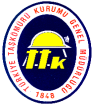 TÜRKİYE TAŞKÖMÜRÜ KURUMU GENEL MÜDÜRLÜĞÜ
TTK
1848